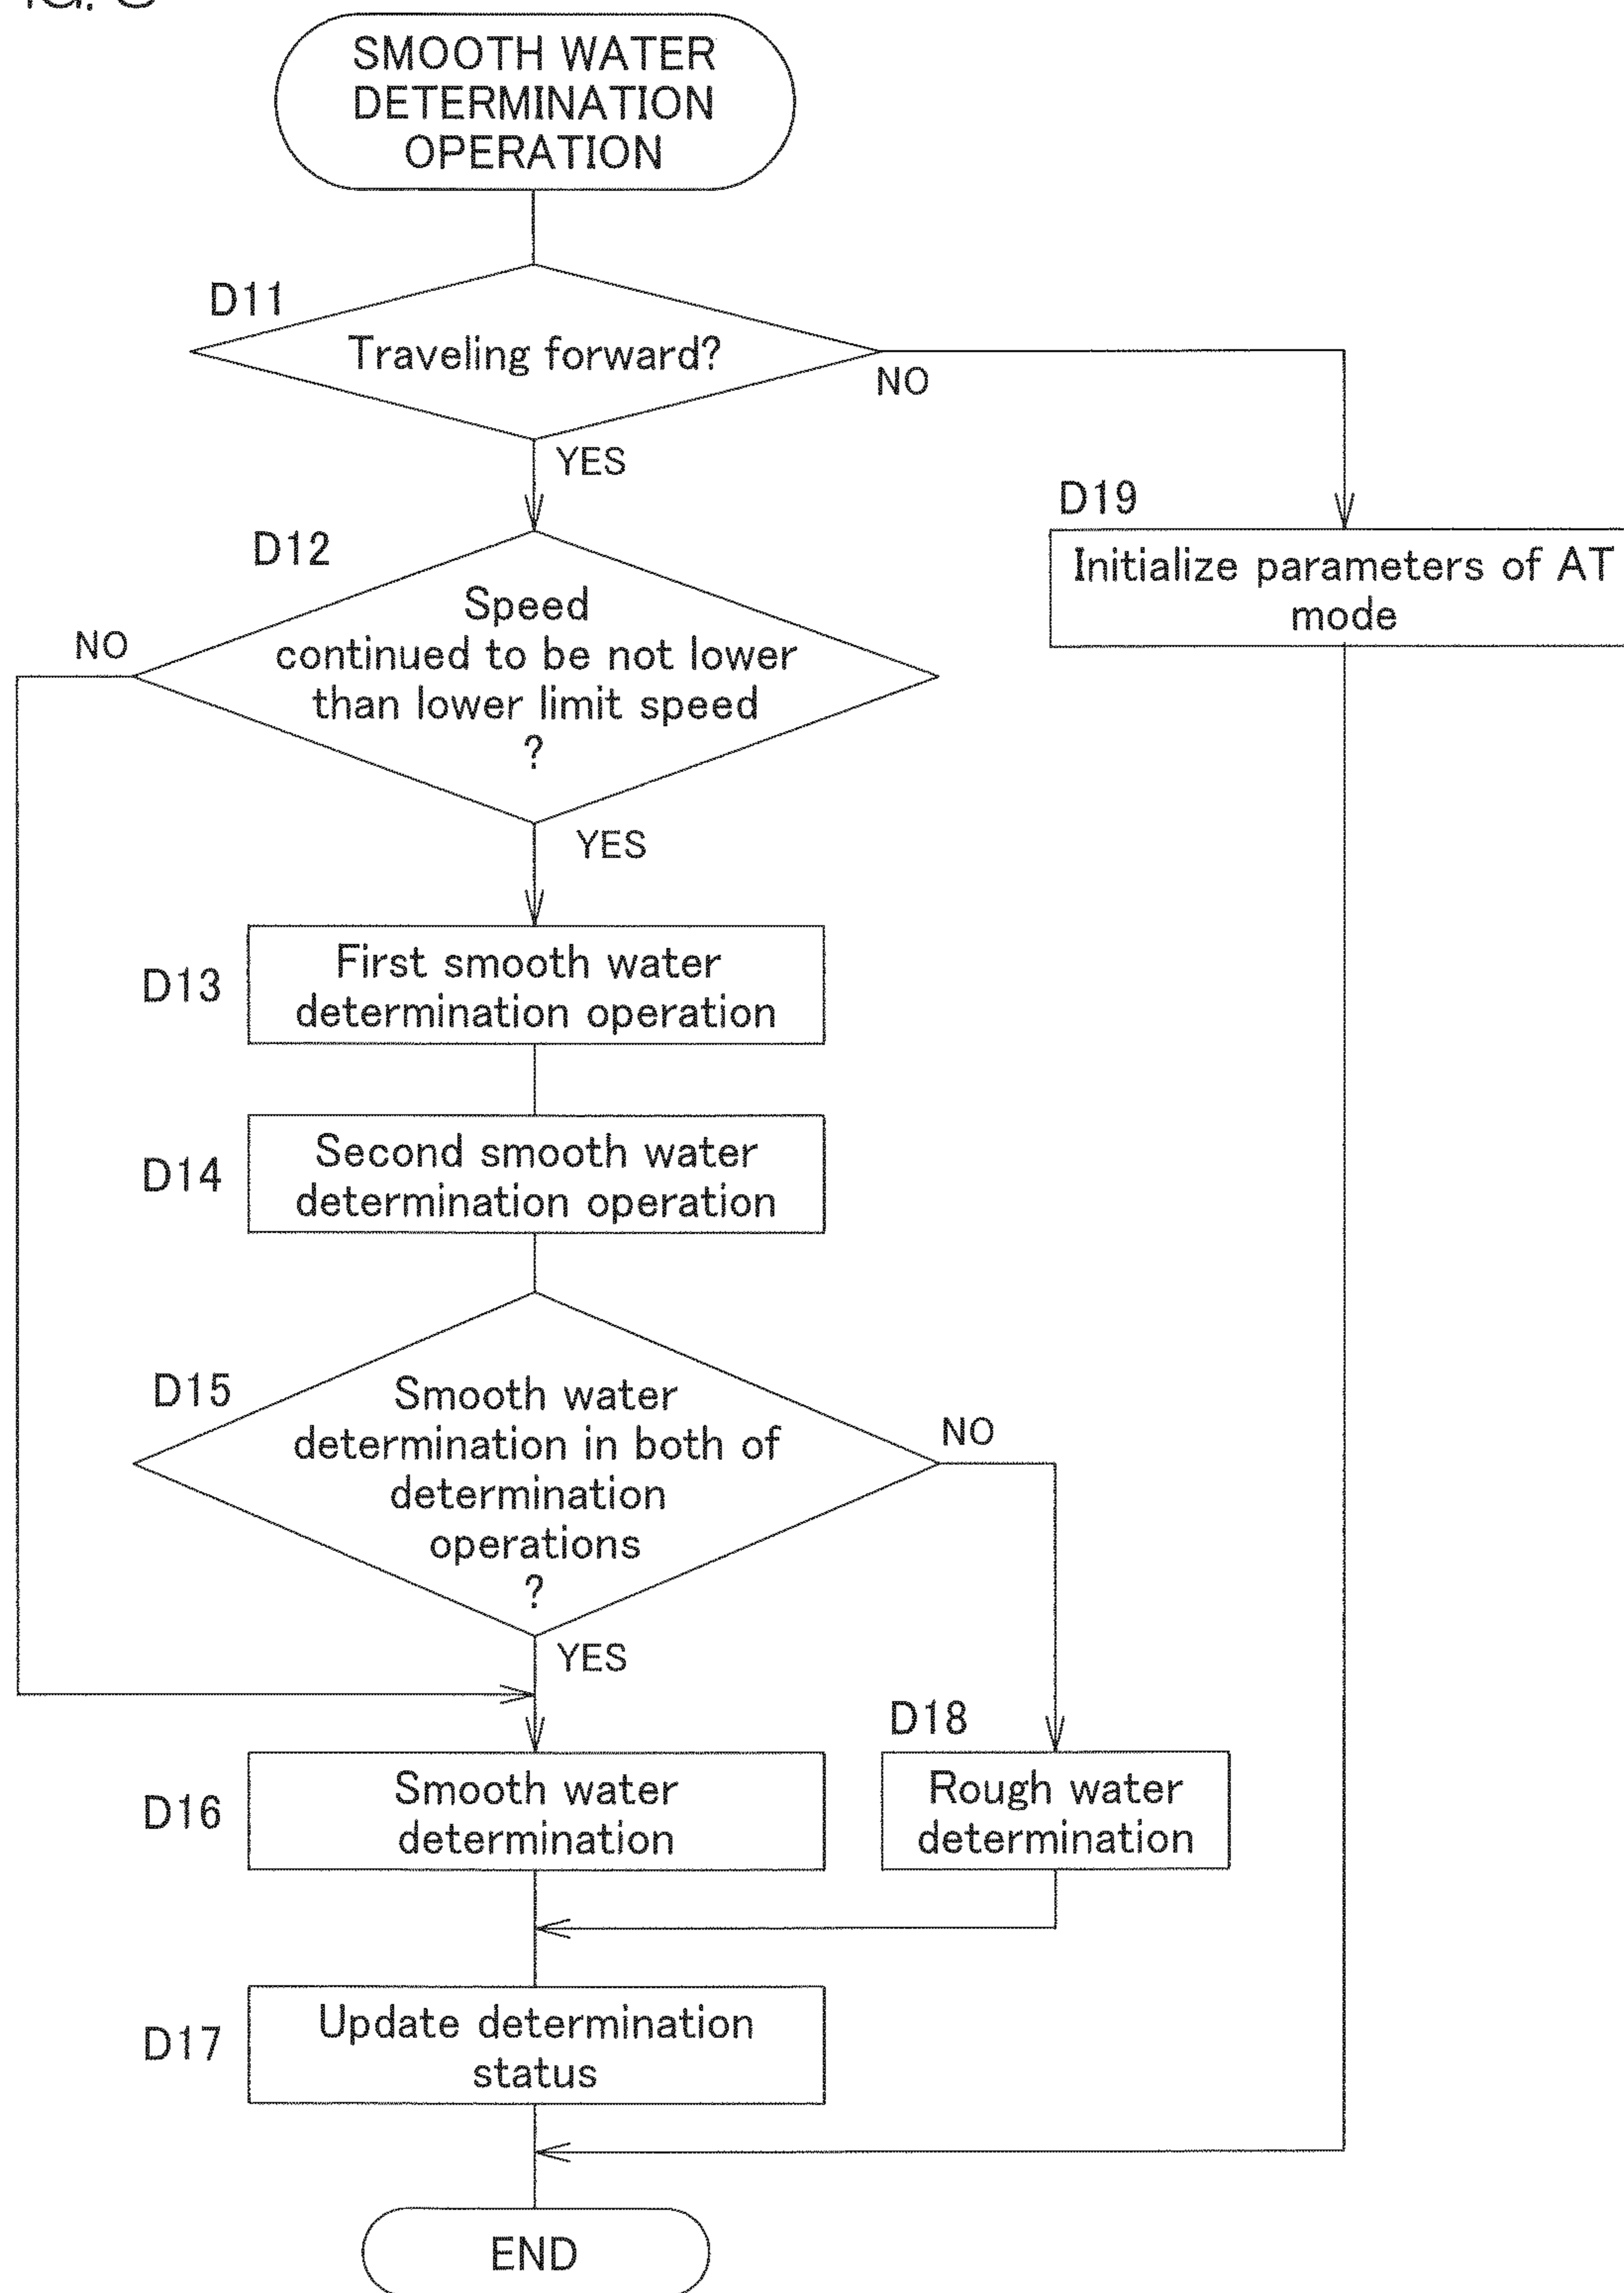 SMOOTH WATER
DETERMINATION
OPERATION
D11
Traveling forward?
NO
YES
D19
Initialize parameters of AT
mode
D12
Speed
continued to be not lower
than lower limit speed
?
NO
YES
D13
First smooth water
determination operation
D14
Second smooth water
determination operation
D15
Smooth water
determination in both of
determination
operations
?
NO
YES
D16
Smooth water
determination
D18
Rough water
determination
D17
Update determination
status
END